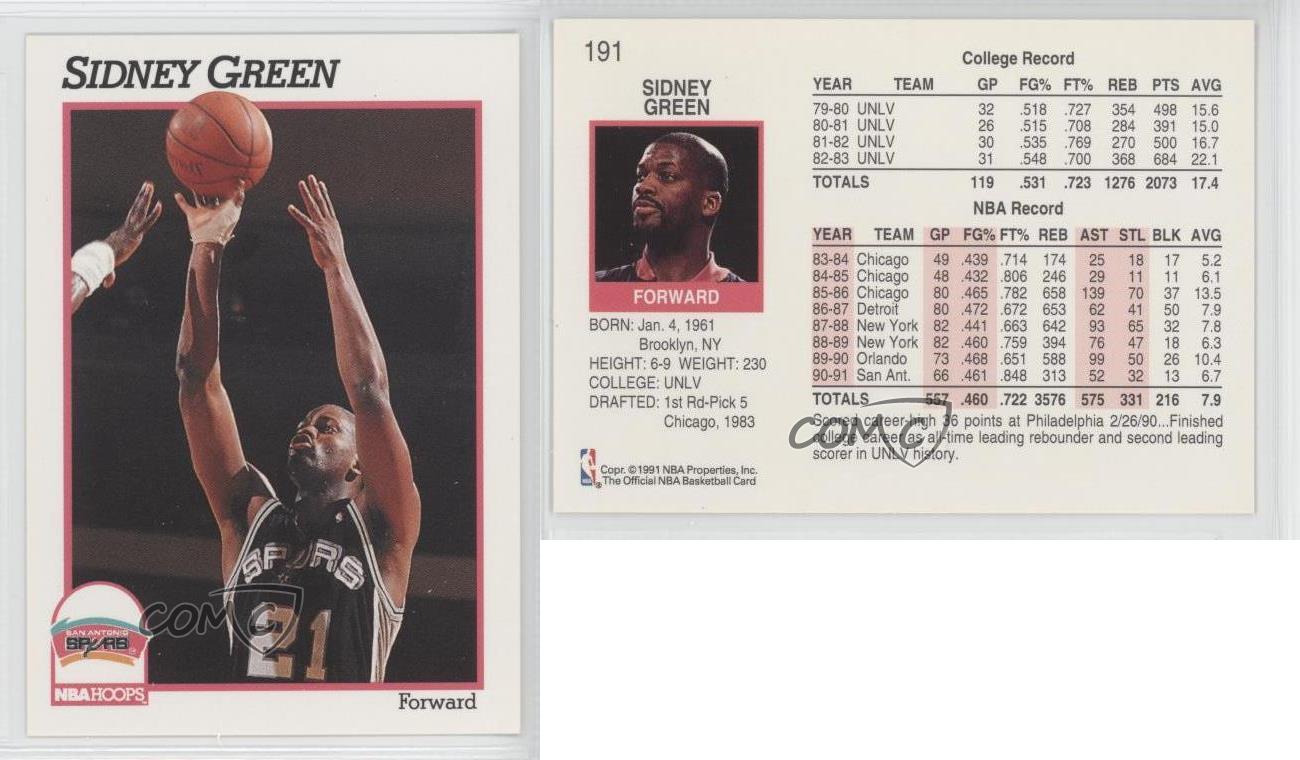 SIDNEY GREEN
SPURS
21
SAN ANTONIO
SPURS
NBA HOOPS
Forward
COMC
191
SIDNEY
GREEN
FORWARD
BORN: Jan. 4, 1961
Brooklyn, NY
HEIGHT: 6-9 WEIGHT: 230
COLLEGE: UNLV
DRAFTED: 1st Rd-Pick 5
Chicago, 1983
Copr. ©1991 NBA Properties, Inc.
The Official NBA Basketball Card
College Record
YEAR TEAM GP FG% FT% REB PTS AVG
79-80 UNLV 32 .518 .727 354 498 15.6
80-81 UNLV 26 .515 .708 284 391 15.0
81-82 UNLV 30 .535 .769 270 500 16.7
82-83 UNLV 31 .548 .700 368 684 22.1
TOTALS 119 .531 .723 1276 2073 17.4
NBA Record
YEAR TEAM GP FG% FT% REB AST STL BLK AVG
83-84 Chicago 49 .439 .714 174 25 18 17 5.2
84-85 Chicago 48 .432 .806 246 29 11 11 6.1
85-86 Chicago 80 .465 .782 658 139 70 37 13.5
86-87 Detroit 80 .472 .672 653 62 41 50 7.9
87-88 New York 82 .441 .663 642 93 65 32 7.8
88-89 New York 82 .460 .759 394 76 47 18 6.3
89-90 Orlando 73 .468 .651 588 99 50 26 10.4
90-91 San Ant. 66 .461 .848 313 52 32 13 6.7
TOTALS 557 .460 .722 3576 575 331 216 7.9
Scored career-high 36 points at Philadelphia 2/26/90...Finished
college career as all-time leading rebounder and second leading
scorer in UNLV history.
COMC